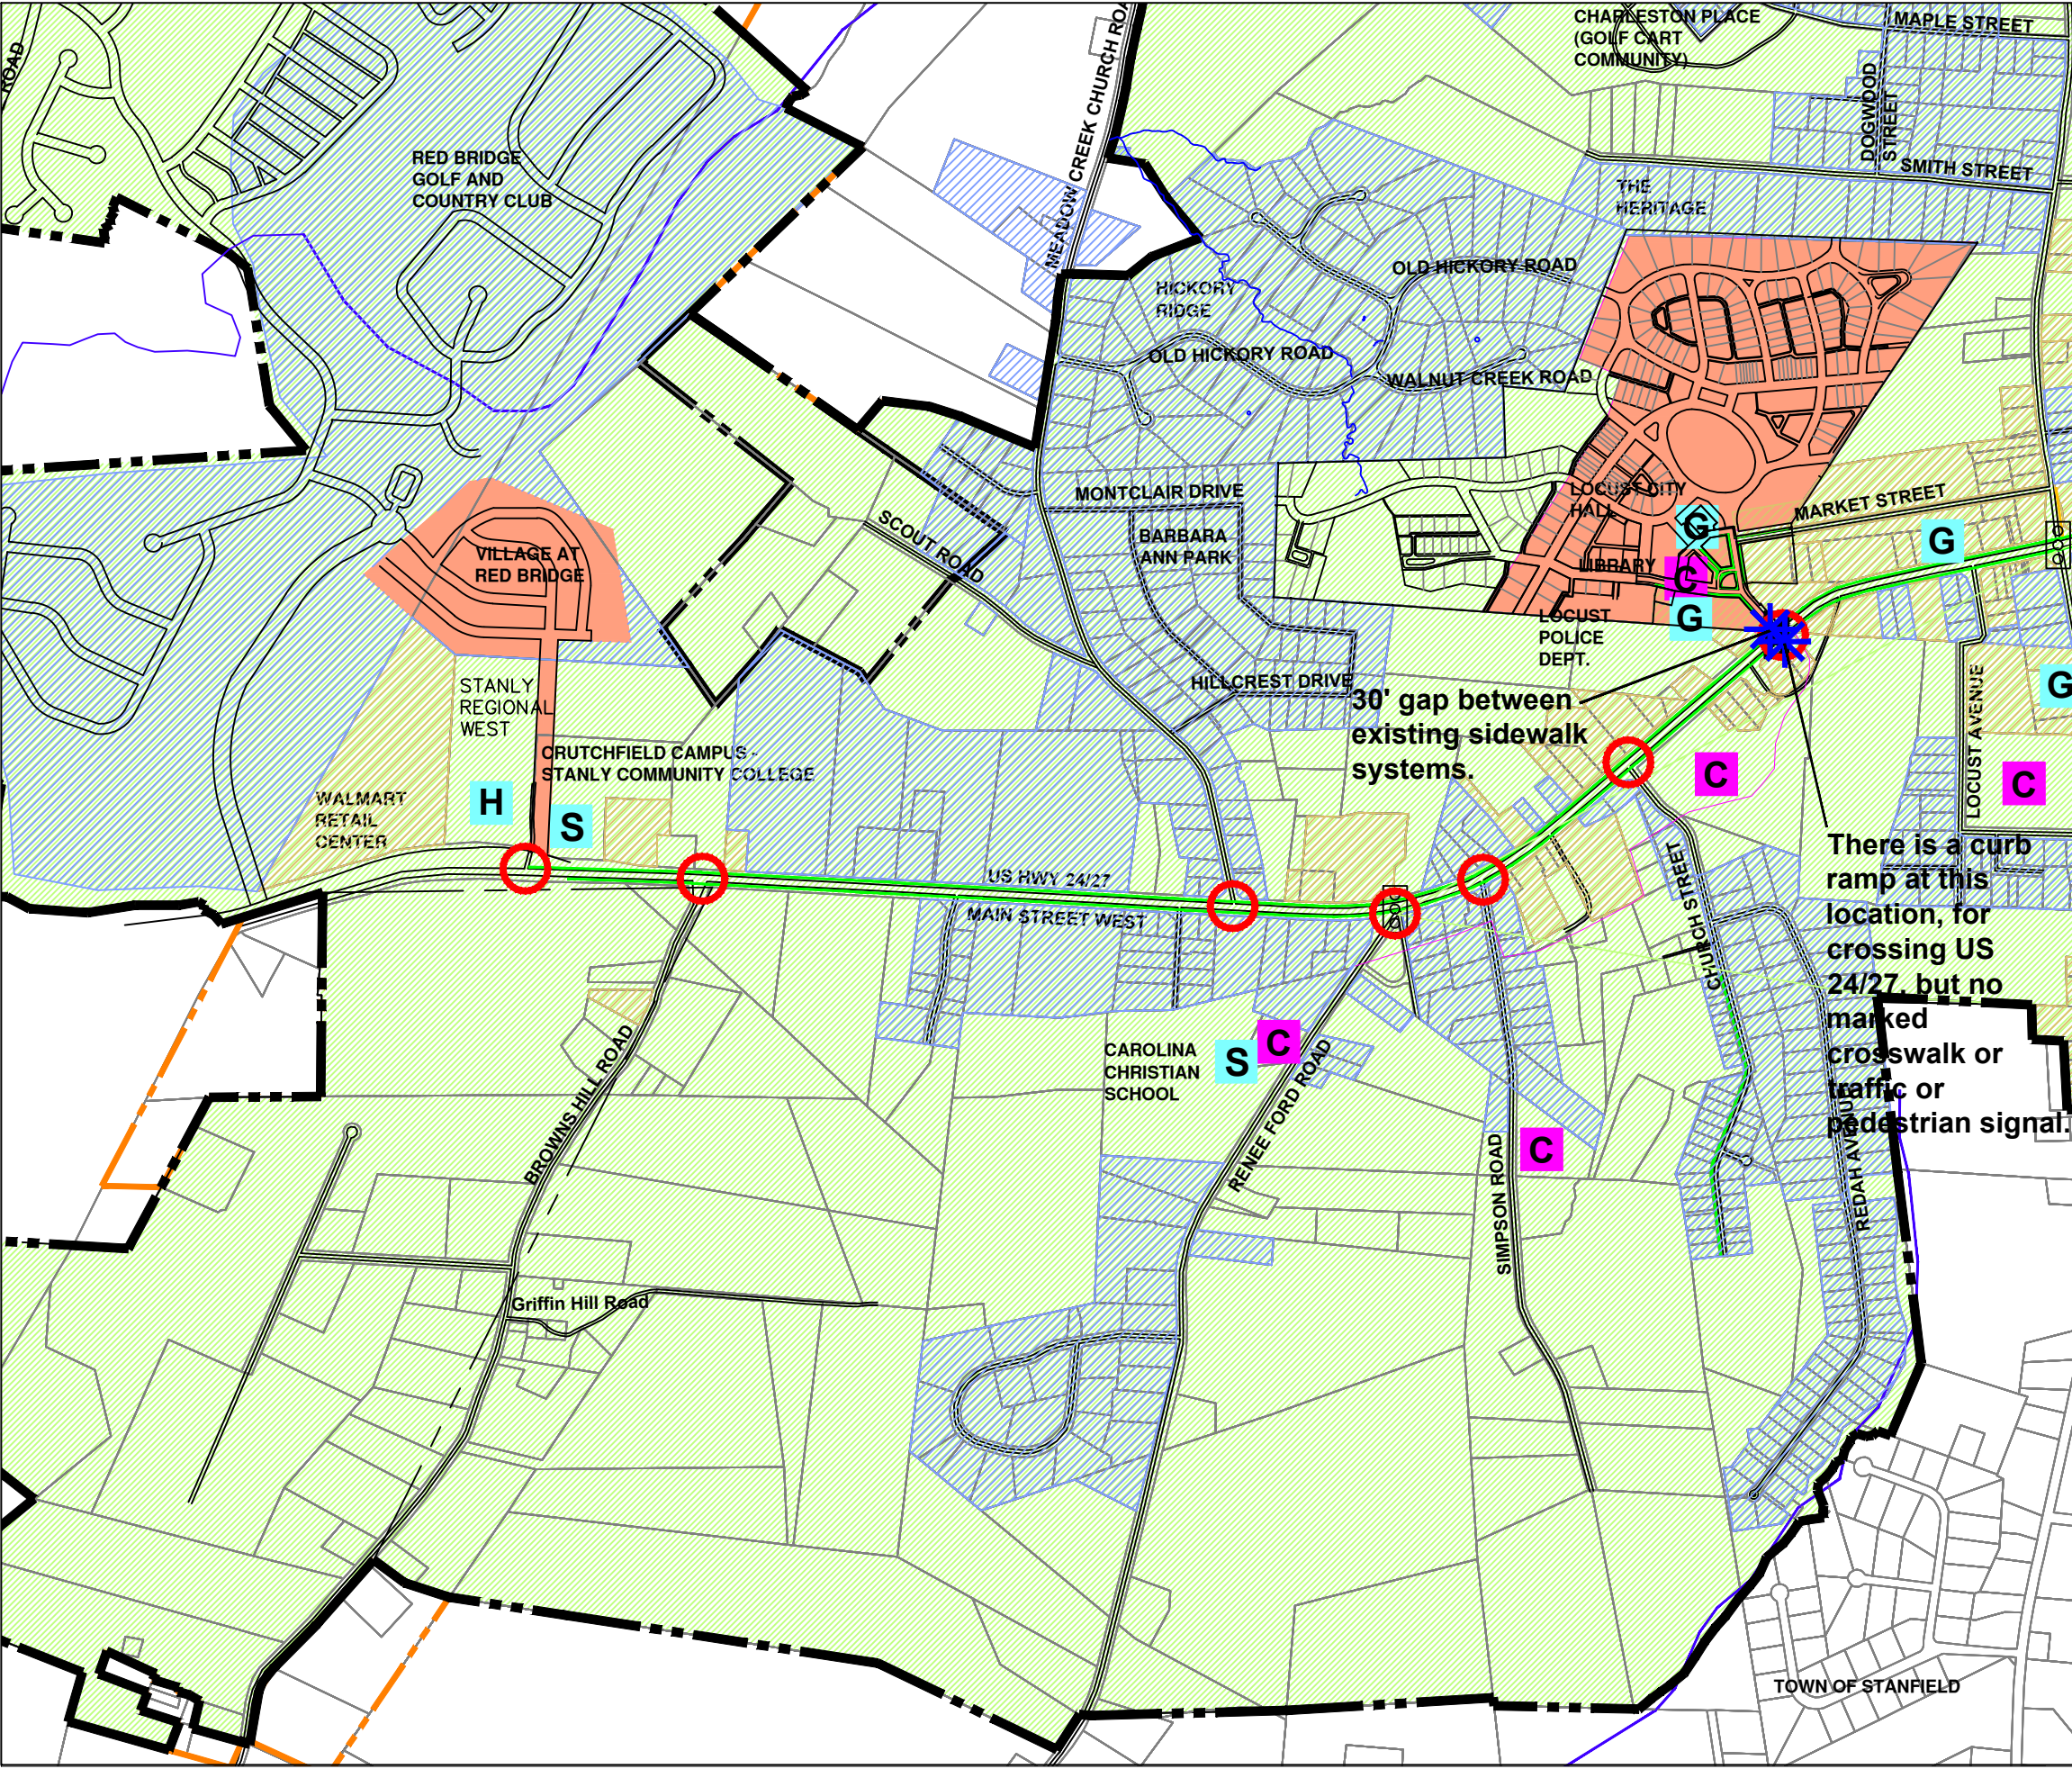 ROAD
CHARLESTON PLACE
(GOLF CART
COMMUNITY)
MAPLE STREET
DOGWOOD
STREET
SMITH STREET
RED BRIDGE
GOLF AND
COUNTRY CLUB
MEADOW CREEK CHURCH ROA
THE
HERITAGE
OLD HICKORY ROAD
HICKORY
RIDGE
OLD HICKORY ROAD
WALNUT CREEK ROAD
MONTCLAIR DRIVE
SCOUT ROAD
BARBARA
ANN PARK
LOCUST CITY
HALL
G
MARKET STREET
G
LIBRARY
C
G
LOCUST
POLICE
DEPT.
VILLAGE AT
RED BRIDGE
HILLCREST DRIVE
30' gap between
existing sidewalk
systems.
G
LOCUST AVENUE
STANLY
REGIONAL
WEST
CRUTCHFIELD CAMPUS -
STANLY COMMUNITY COLLEGE
C
C
WALMART
RETAIL
CENTER
H
S
US HWY 24/27
MAIN STREET WEST
CHURCH STREET
There is a curb
ramp at this
location, for
crossing US
24/27, but no
marked
crosswalk or
traffic or
pedestrian signal.
CAROLINA
CHRISTIAN
SCHOOL
S
C
BROWNS HILL ROAD
RENEE FORD ROAD
SIMPSON ROAD
C
REDAH AVENUE
Griffin Hill Road
TOWN OF STANFIELD